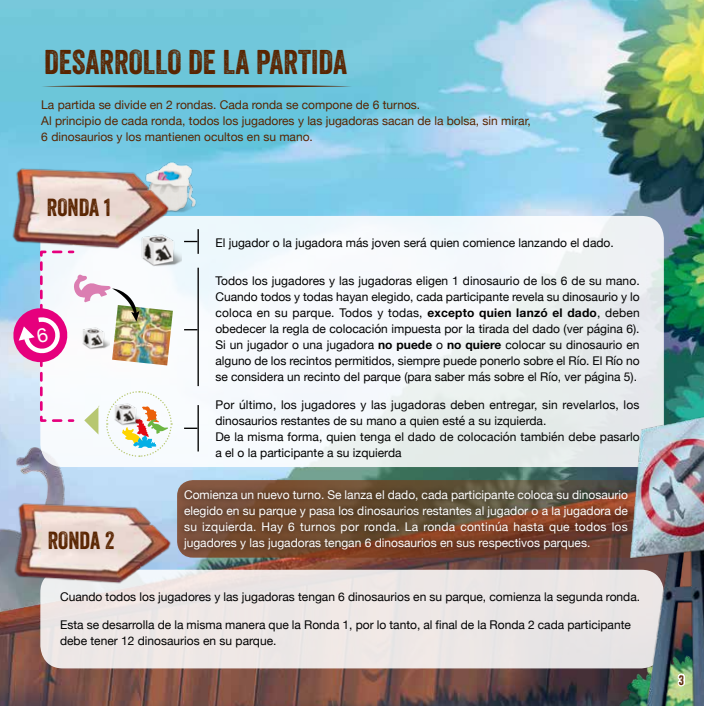 DESARROLLO DE LA PARTIDA
La partida se divide en 2 rondas. Cada ronda se compone de 6 turnos.
Al principio de cada ronda, todos los jugadores y las jugadoras sacan de la bolsa, sin mirar,
6 dinosaurios y los mantienen ocultos en su mano.
RONDA 1
El jugador o la jugadora más joven será quien comience lanzando el dado.
Todos los jugadores y las jugadoras eligen 1 dinosaurio de los 6 de su mano.
Cuando todos y todas hayan elegido, cada participante revela su dinosaurio y lo
coloca en su parque. Todos y todas, excepto quien lanzó el dado, deben
obedecer la regla de colocación impuesta por la tirada del dado (ver página 6).
Si un jugador o una jugadora no puede o no quiere colocar su dinosaurio en
alguno de los recintos permitidos, siempre puede ponerlo sobre el Río. El Río no
se considera un recinto del parque (para saber más sobre el Río, ver página 5).
6
Por último, los jugadores y las jugadoras deben entregar, sin revelarlos, los
dinosaurios restantes de su mano a quien esté a su izquierda.
De la misma forma, quien tenga el dado de colocación también debe pasarlo
a el o la participante a su izquierda
Comienza un nuevo turno. Se lanza el dado, cada participante coloca su dinosaurio
elegido en su parque y pasa los dinosaurios restantes al jugador o a la jugadora de
su izquierda. Hay 6 turnos por ronda. La ronda continúa hasta que todos los
jugadores y las jugadoras tengan 6 dinosaurios en sus respectivos parques.
RONDA 2
Cuando todos los jugadores y las jugadoras tengan 6 dinosaurios en su parque, comienza la segunda ronda.
Esta se desarrolla de la misma manera que la Ronda 1, por lo tanto, al final de la Ronda 2 cada participante
debe tener 12 dinosaurios en su parque.
3